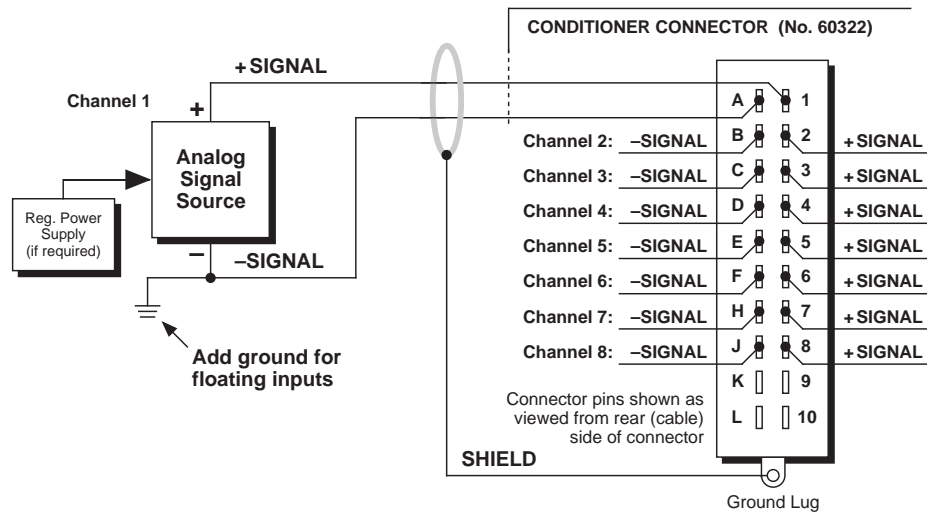 CONDITIONER CONNECTOR (No. 60322)
+ SIGNAL
Channel 1
+
Analog
Signal
Source
–
–SIGNAL
Reg. Power
Supply
(if required)
Add ground for
floating inputs
A 1
Channel 2: –SIGNAL B 2 + SIGNAL
Channel 3: –SIGNAL C 3 + SIGNAL
Channel 4: –SIGNAL D 4 + SIGNAL
Channel 5: –SIGNAL E 5 + SIGNAL
Channel 6: –SIGNAL F 6 + SIGNAL
Channel 7: –SIGNAL H 7 + SIGNAL
Channel 8: –SIGNAL J 8 + SIGNAL
K 9
L 10
Connector pins shown as
viewed from rear (cable)
side of connector
SHIELD
Ground Lug